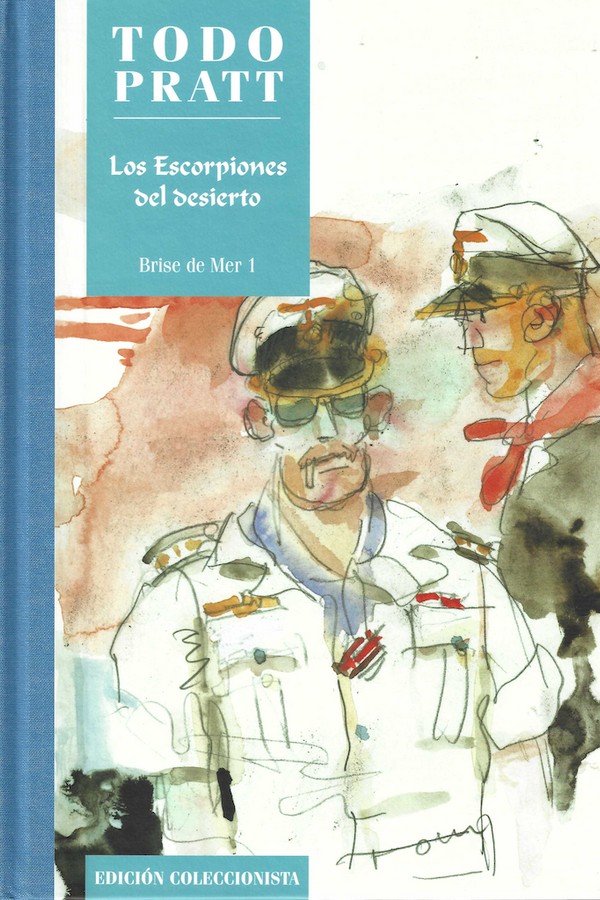 TODO
PRATT
Los Escorpiones
del desierto
Brise de Mer 1
EDICIÓN COLECCIONISTA